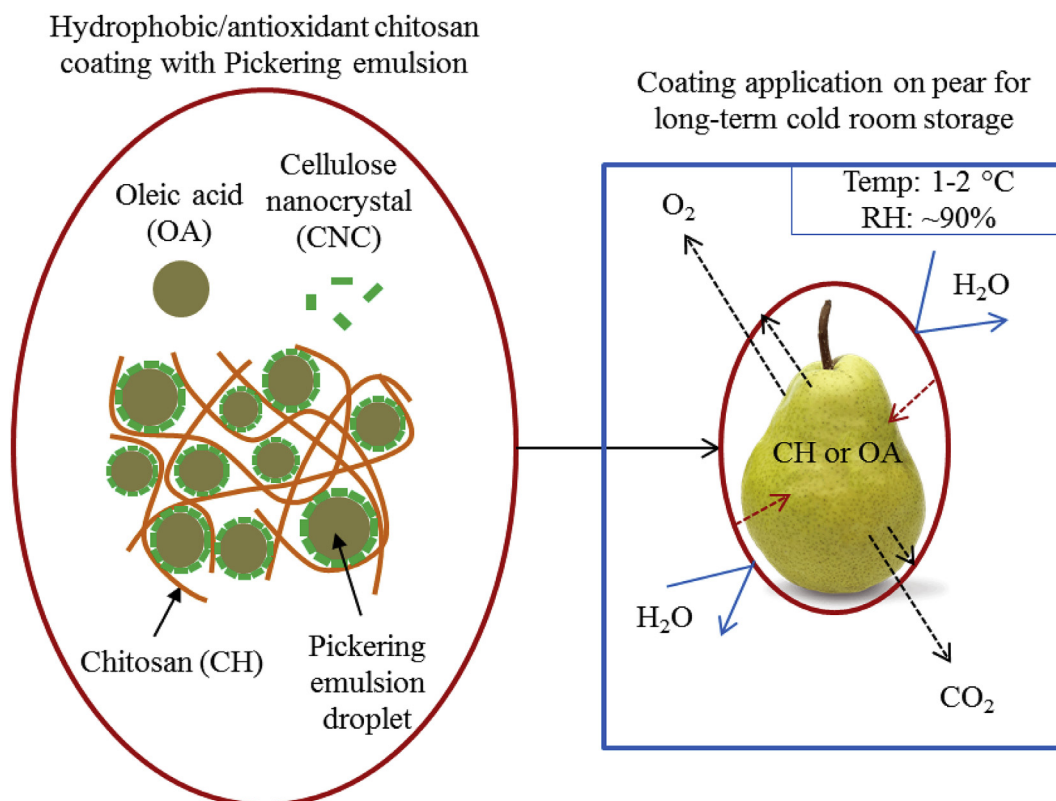 Hydrophobic/antioxidant chitosan
coating with Pickering emulsion
Oleic acid
(OA)
Cellulose
nanocrystal
(CNC)
Chitosan (CH)
Pickering
emulsion
droplet
Coating application on pear for
long-term cold room storage
Temp: 1-2 °C
RH: ~90%
O₂
H₂O
CH or OA
H₂O
CO₂